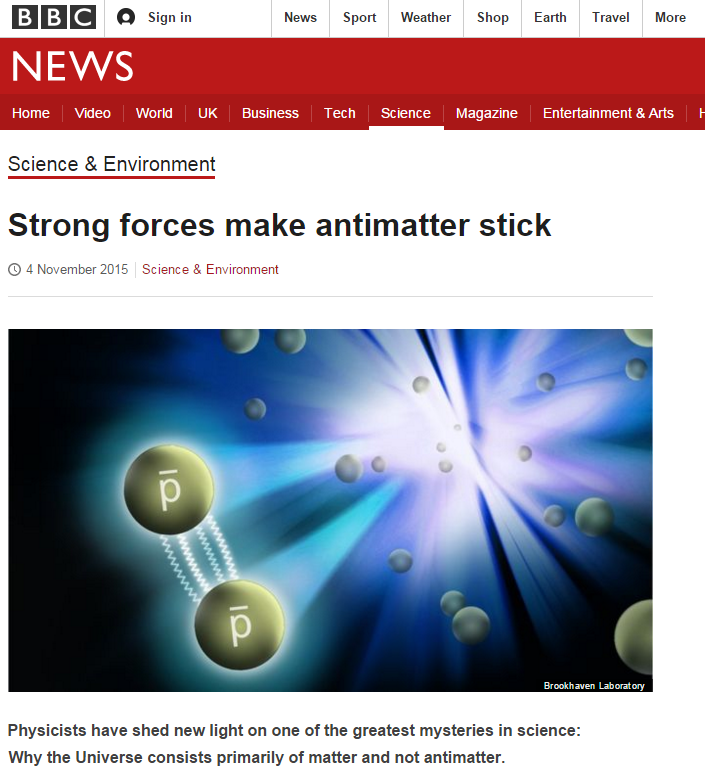 BBC Sign in News Sport Weather Shop Earth Travel More
NEWS
Home Video World UK Business Tech Science Magazine Entertainment & Arts
Science & Environment
Strong forces make antimatter stick
4 November 2015 Science & Environment
p̄
p̄
Brookhaven Laboratory
Physicists have shed new light on one of the greatest mysteries in science:
Why the Universe consists primarily of matter and not antimatter.